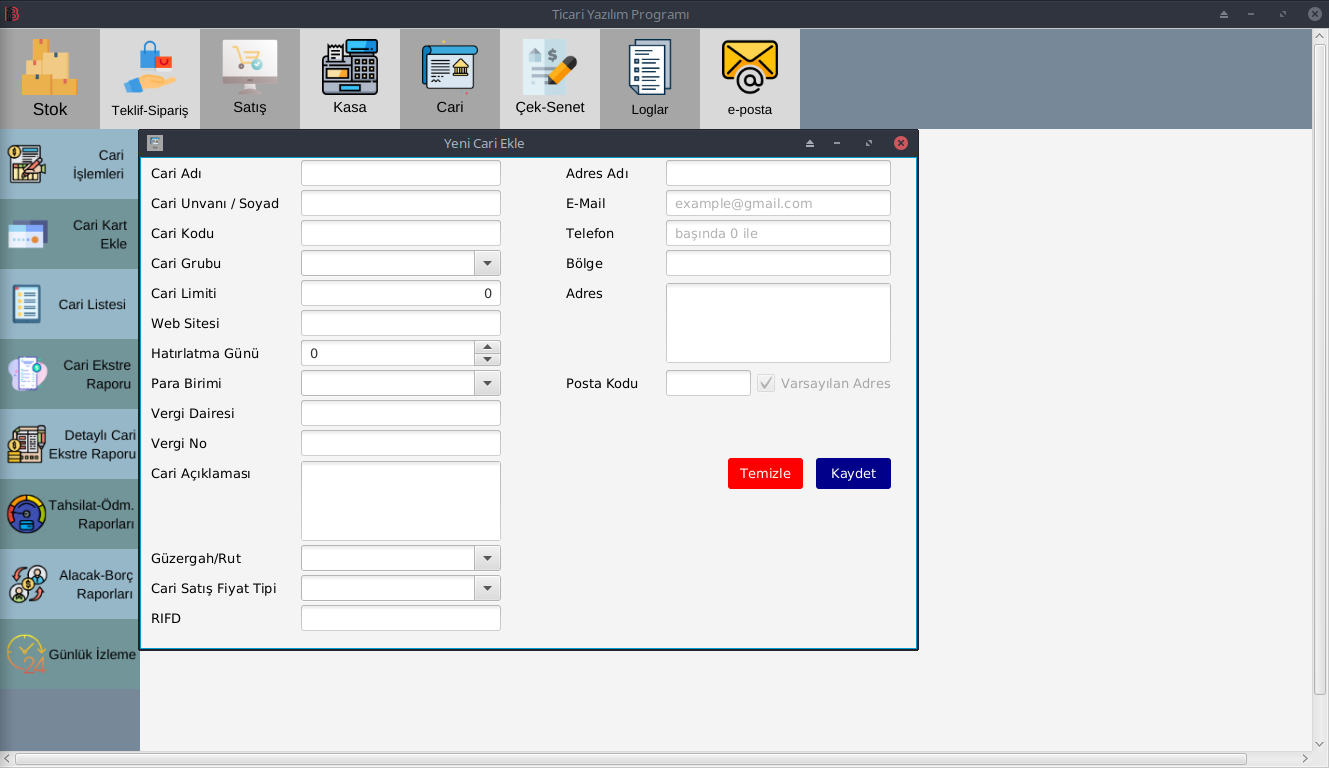 Ticari Yazılım Programı
Stok
Teklif-Sipariş
Satış
Kasa
Cari
Çek-Senet
Loglar
e-posta
Cari
İşlemleri
Cari Kart
Ekle
Cari Listesi
Cari Ekstre
Raporu
Detaylı Cari
Ekstre Raporu
Tahsilat-Ödm.
Raporları
Alacak-Borç
Raporları
24
Günlük İzleme
Yeni Cari Ekle
Cari Adı
Cari Unvanı / Soyad
Cari Kodu
Cari Grubu
Cari Limiti 0
Web Sitesi
Hatırlatma Günü 0
Para Birimi
Vergi Dairesi
Vergi No
Cari Açıklaması
Güzergah/Rut
Cari Satış Fiyat Tipi
RIFD
Adres Adı
E-Mail example@gmail.com
Telefon başında 0 ile
Bölge
Adres
Posta Kodu Varsayılan Adres
Temizle Kaydet